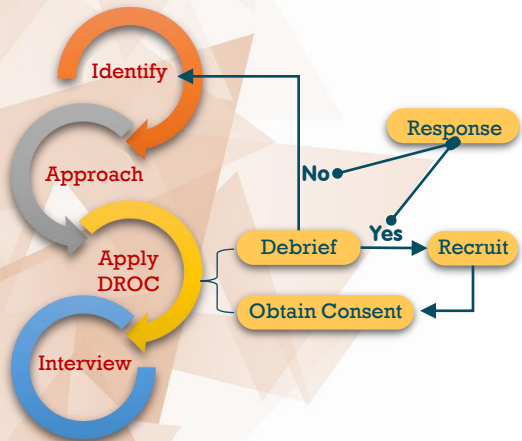 Identify
Response
Approach
No
Yes
Apply
DROC
Debrief
Recruit
Obtain Consent
Interview